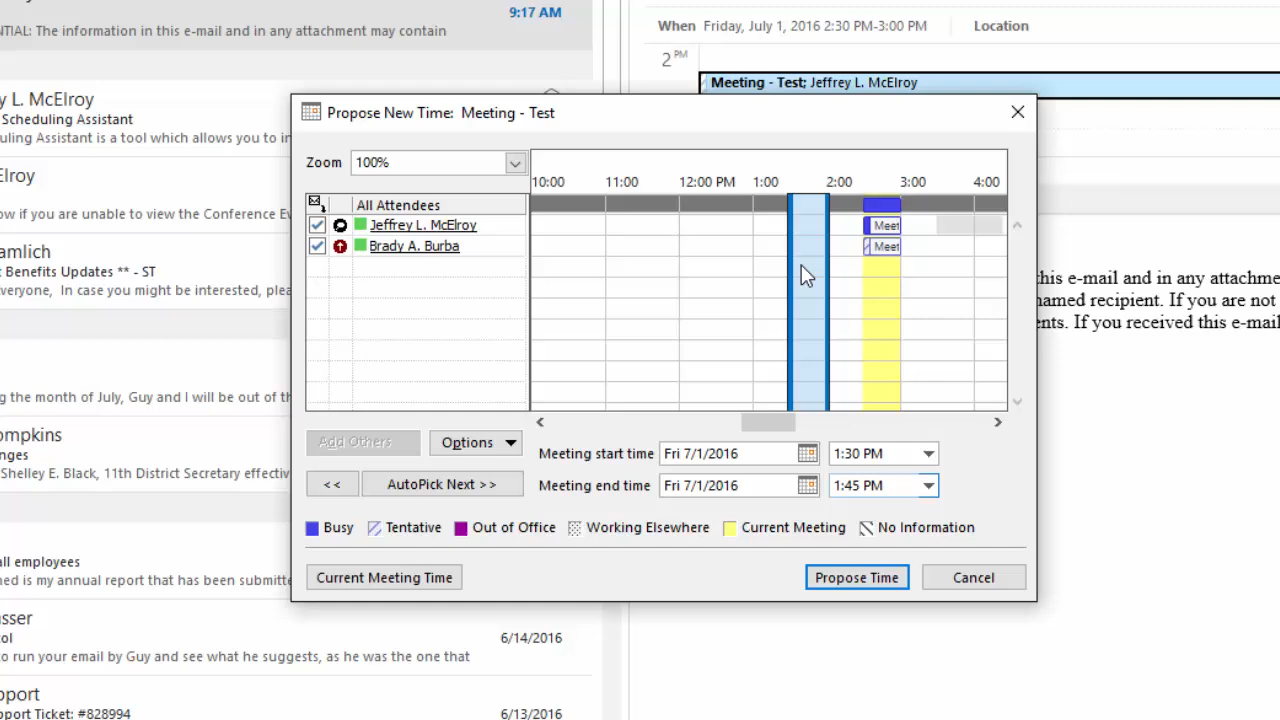 9:17 AM
NTIAL: The information in this e-mail and in any attachment may contain
When Friday, July 1, 2016 2:30 PM-3:00 PM Location
2 PM
Meeting - Test; Jeffrey L. McElroy
y L. McElroy
Scheduling Assistant
uling Assistant is a tool which allows you to in
lroy
ow if you are unable to view the Conference Ev
amlich
t Benefits Updates ** - ST
Everyone, In case you might be interested, plea
g the month of July, Guy and I will be out of th
ompkins
nges
Shelley E. Black, 11th District Secretary effectiv
all employees
ned is my annual report that has been submitte
sser
ol 6/14/2016
o run your email by Guy and see what he suggests, as he was the one that
pport
pport Ticket: #828994 6/13/2016
Propose New Time: Meeting - Test
Zoom 100%
10:00 11:00 12:00 PM 1:00 2:00 3:00 4:00
All Attendees
Jeffrey L. McElroy Meet
Brady A. Burba Meet
Add Others Options
<< AutoPick Next >>
Meeting start time Fri 7/1/2016 1:30 PM
Meeting end time Fri 7/1/2016 1:45 PM
Busy Tentative Out of Office Working Elsewhere Current Meeting No Information
Current Meeting Time Propose Time Cancel
this e-mail and in any attachme
named recipient. If you are not
ents. If you received this e-mail